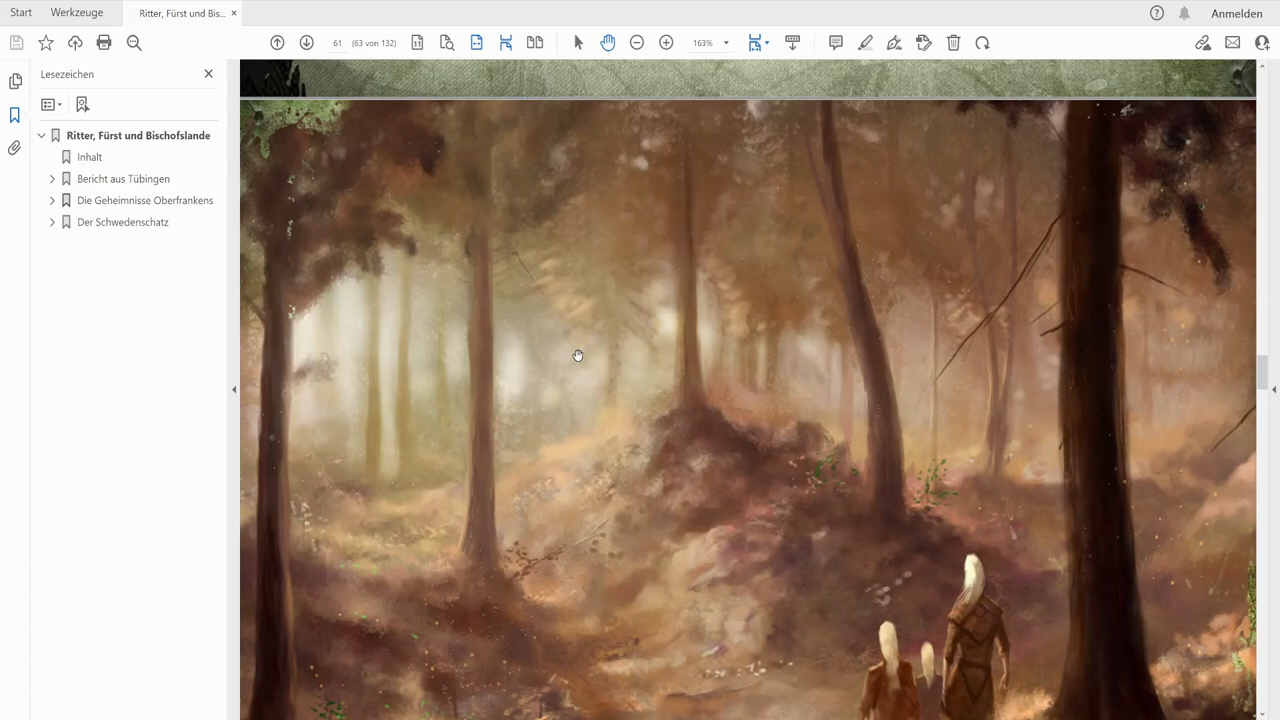 Start
Werkzeuge
Ritter, Fürst und Bis...
Anmelden
61
(63 von 132)
163%
Lesezeichen
Ritter, Fürst und Bischofslande
Inhalt
Bericht aus Tübingen
Die Geheimnisse Oberfrankens
Der Schwedenschatz